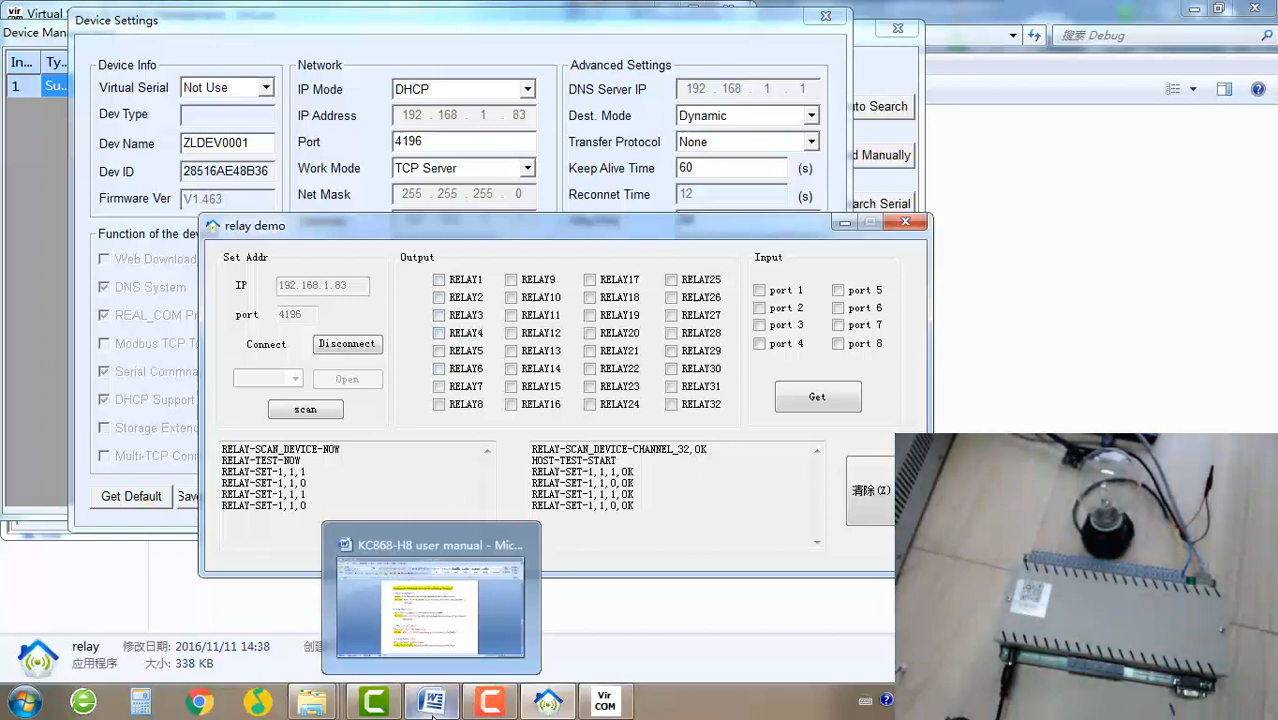 vir
COM
Virtual S
Device Man
Device Settings
搜索 Debug
In...
Ty...
1
Su...
Device Info
Virtual Serial
Not Use
Dev Type
Dev Name
ZLDEV0001
Dev ID
28516AE48B36
Firmware Ver
V1.463
Function of the
Web Download
DNS System
REAL_COM Pr
Modbus TCP T
Serial Comma
DHCP Support
Storage Exten
Multi-TCP Conn
Get Default
Save
Network
IP Mode
DHCP
IP Address
192 . 168 . 1 . 83
Port
4196
Work Mode
TCP Server
Net Mask
255 . 255 . 255 . 0
Advanced Settings
DNS Server IP
192 . 168 . 1 . 1
Dest. Mode
Dynamic
Transfer Protocol
None
Keep Alive Time
60
(s)
Reconnet Time
12
(s)
uto Search
d Manually
arch Serial
relay demo
Set Addr
IP
192.168.1.83
port
4196
Connect
Disconnect
Open
scan
Output
RELAY1
RELAY2
RELAY3
RELAY4
RELAY5
RELAY6
RELAY7
RELAY8
RELAY9
RELAY10
RELAY11
RELAY12
RELAY13
RELAY14
RELAY15
RELAY16
RELAY17
RELAY18
RELAY19
RELAY20
RELAY21
RELAY22
RELAY23
RELAY24
RELAY25
RELAY26
RELAY27
RELAY28
RELAY29
RELAY30
RELAY31
RELAY32
Input
port 1
port 2
port 3
port 4
port 5
port 6
port 7
port 8
Get
RELAY-SCAN_DEVICE-NOW
RELAY-TEST-NOW
RELAY-SET-1,1,1
RELAY-SET-1,1,0
RELAY-SET-1,1,1
RELAY-SET-1,1,0
RELAY-SCAN_DEVICE-CHANNEL_32,OK
HOST-TEST-START
RELAY-SET-1,1,1,OK
RELAY-SET-1,1,0,OK
RELAY-SET-1,1,1,OK
RELAY-SET-1,1,0,OK
清除(Z)
KC868-H8 user manual - Mic...
relay
修改日期: 2016/11/11 14:38
创建
应用程序
大小: 338 KB
Vir
COM